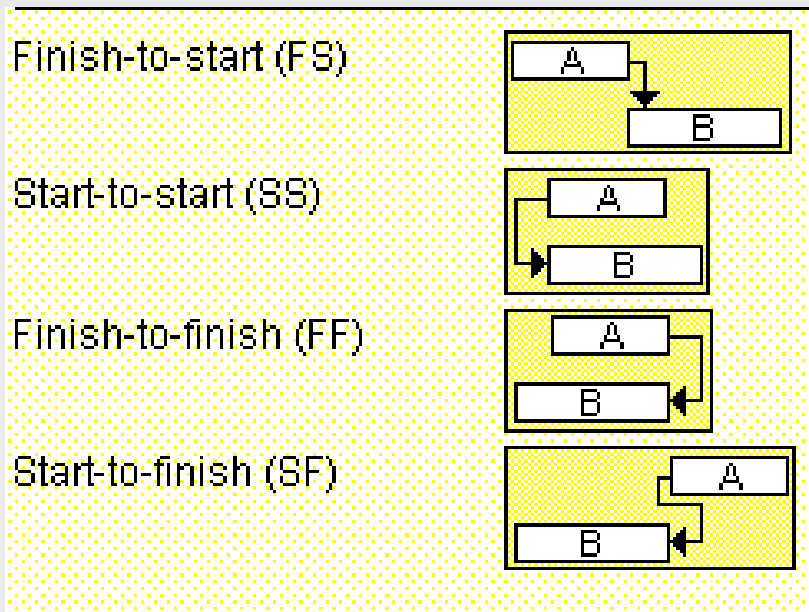 Finish-to-start (FS)
A
B
Start-to-start (SS)
A
B
Finish-to-finish (FF)
A
B
Start-to-finish (SF)
A
B